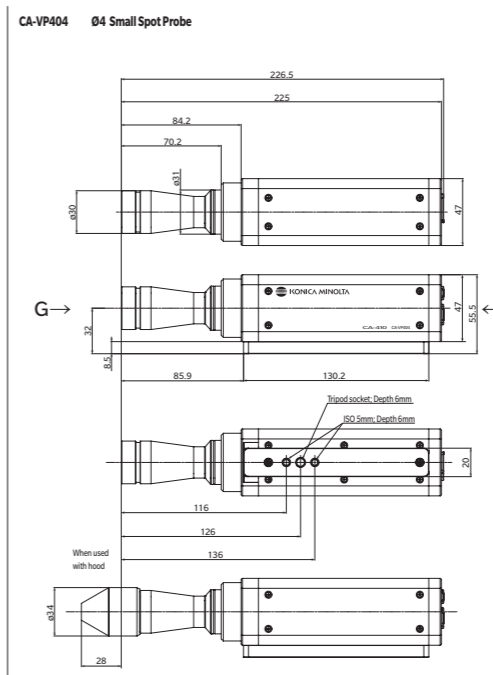 CA-VP404 Ø4 Small Spot Probe
226.5
225
84.2
70.2
ø31
ø30
47
G
KONICA MINOLTA
CA-410
32
8.5
47
55.5
85.9
130.2
Tripod socket; Depth 6mm
ISO 5mm; Depth 6mm
20
116
126
136
When used
with hood
ø34
28